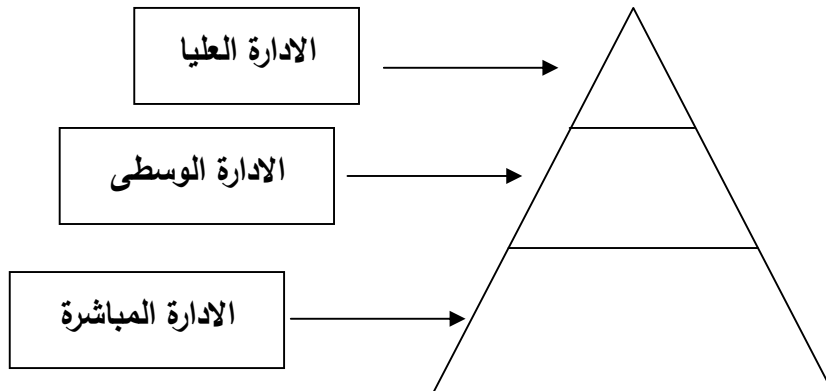 الادارة العليا
الادارة الوسطى
الادارة المباشرة